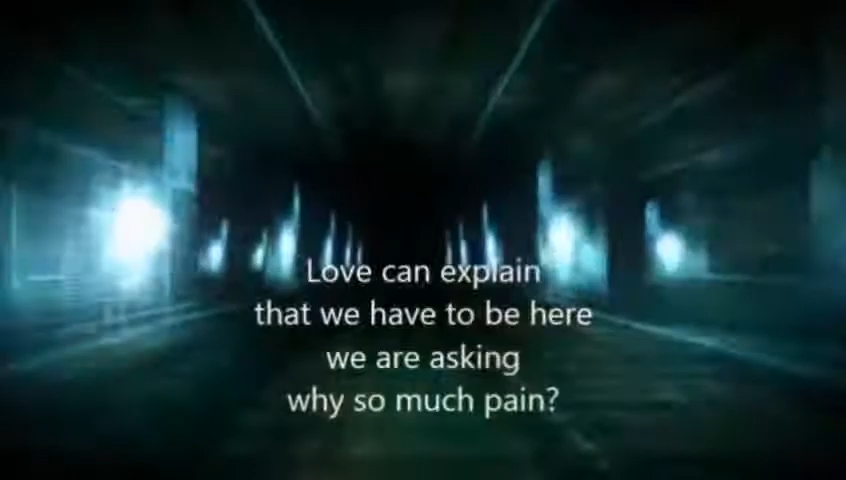 Love can explain
that we have to be here
we are asking
why so much pain?